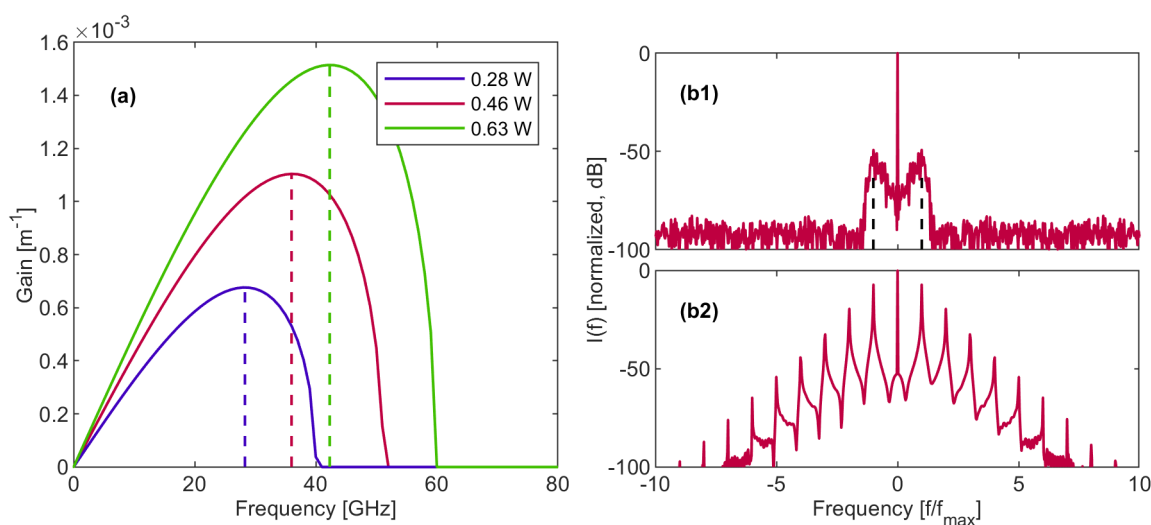 ×10⁻³
1.6
1.4
1.2
1
0.8
0.6
0.4
0.2
0
Gain [m⁻¹]
(a)
0.28 W
0.46 W
0.63 W
0 20 40 60 80
Frequency [GHz]
0
-50
-100
(b1)
I(f) [normalized, dB]
0
-50
-100
(b2)
-10 -5 0 5 10
Frequency [f/fₘₐₓ]